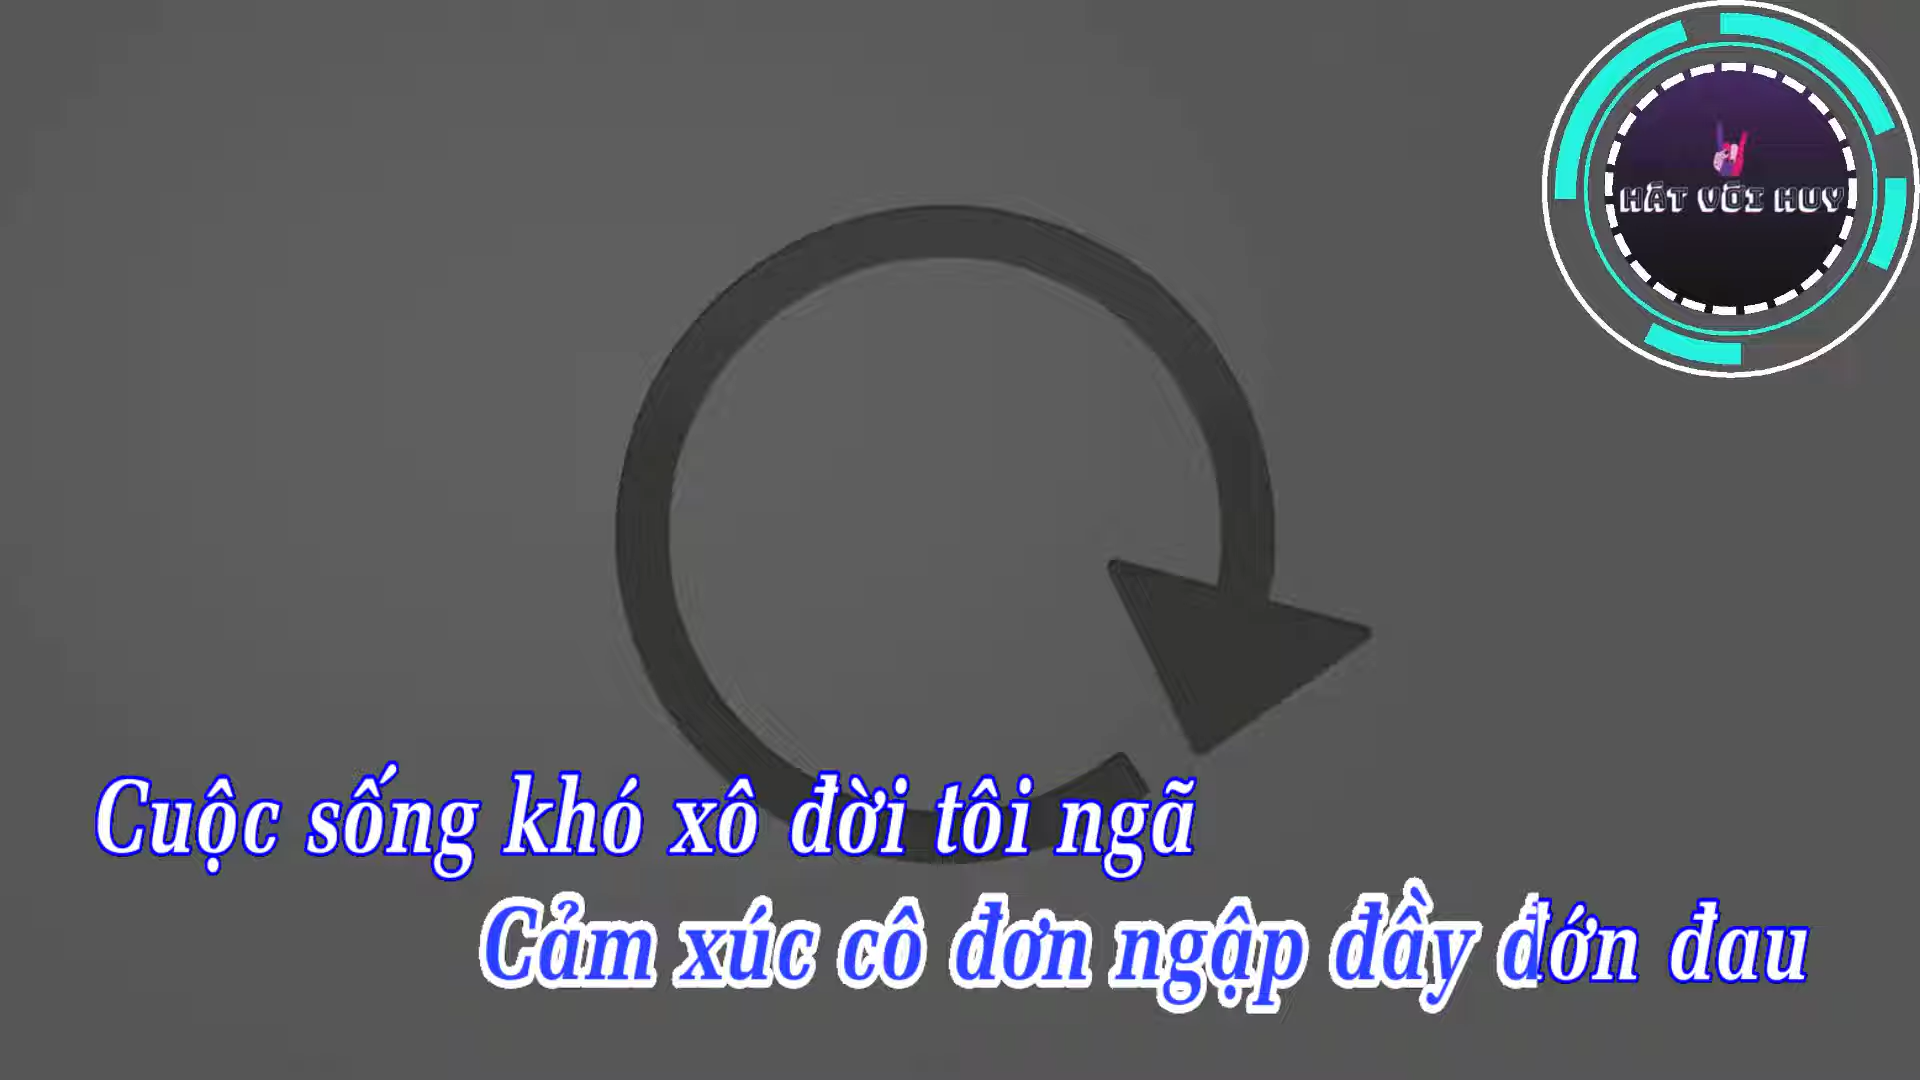 HÁT VỚI HUY
Cuộc sống khó xô đời tôi ngã
Cảm xúc cô đơn ngập đầy đớn đau